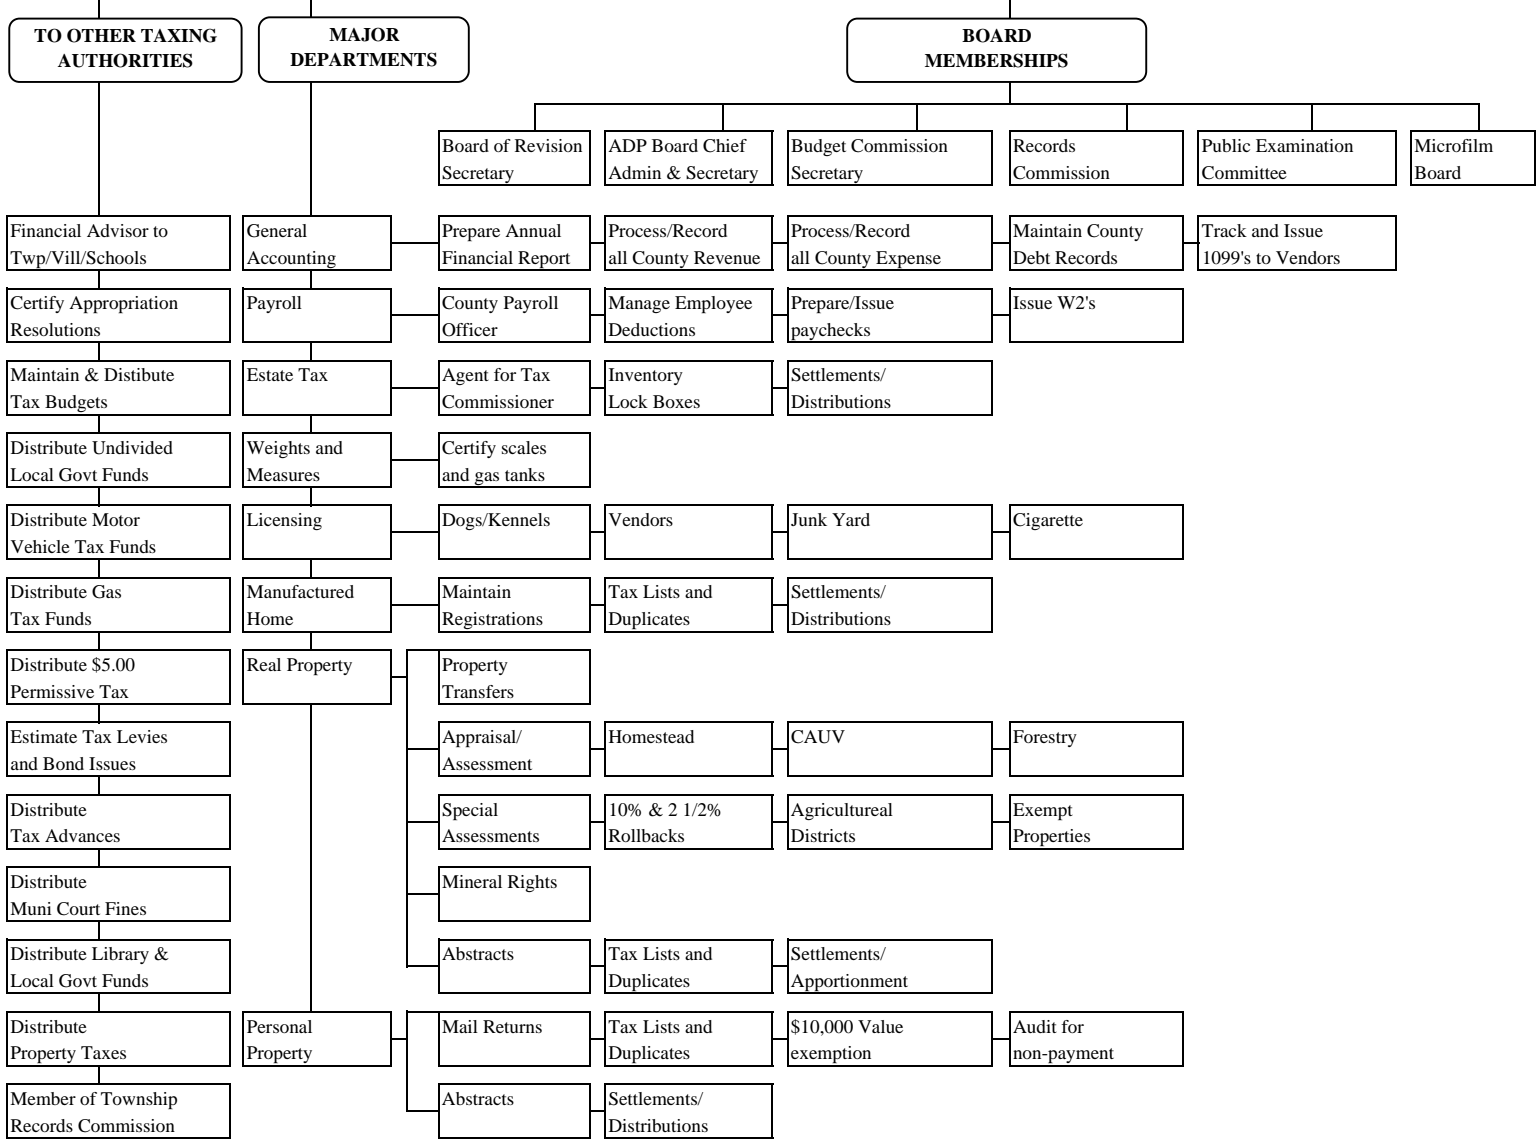 TO OTHER TAXING
AUTHORITIES
MAJOR
DEPARTMENTS
BOARD
MEMBERSHIPS
Board of Revision
Secretary
ADP Board Chief
Admin & Secretary
Budget Commission
Secretary
Records
Commission
Public Examination
Committee
Microfilm
Board
Financial Advisor to
Twp/Vill/Schools
General
Accounting
Prepare Annual
Financial Report
Process/Record
all County Revenue
Process/Record
all County Expense
Maintain County
Debt Records
Track and Issue
1099's to Vendors
Certify Appropriation
Resolutions
Payroll
County Payroll
Officer
Manage Employee
Deductions
Prepare/Issue
paychecks
Issue W2's
Maintain & Distibute
Tax Budgets
Estate Tax
Agent for Tax
Commissioner
Inventory
Lock Boxes
Settlements/
Distributions
Distribute Undivided
Local Govt Funds
Weights and
Measures
Certify scales
and gas tanks
Distribute Motor
Vehicle Tax Funds
Licensing
Dogs/Kennels
Vendors
Junk Yard
Cigarette
Distribute Gas
Tax Funds
Manufactured
Home
Maintain
Registrations
Tax Lists and
Duplicates
Settlements/
Distributions
Distribute $5.00
Permissive Tax
Real Property
Property
Transfers
Estimate Tax Levies
and Bond Issues
Appraisal/
Assessment
Homestead
CAUV
Forestry
Distribute
Tax Advances
Special
Assessments
10% & 2 1/2%
Rollbacks
Agricultureal
Districts
Exempt
Properties
Distribute
Muni Court Fines
Mineral Rights
Distribute Library &
Local Govt Funds
Abstracts
Tax Lists and
Duplicates
Settlements/
Apportionment
Distribute
Property Taxes
Personal
Property
Mail Returns
Tax Lists and
Duplicates
$10,000 Value
exemption
Audit for
non-payment
Member of Township
Records Commission
Abstracts
Settlements/
Distributions